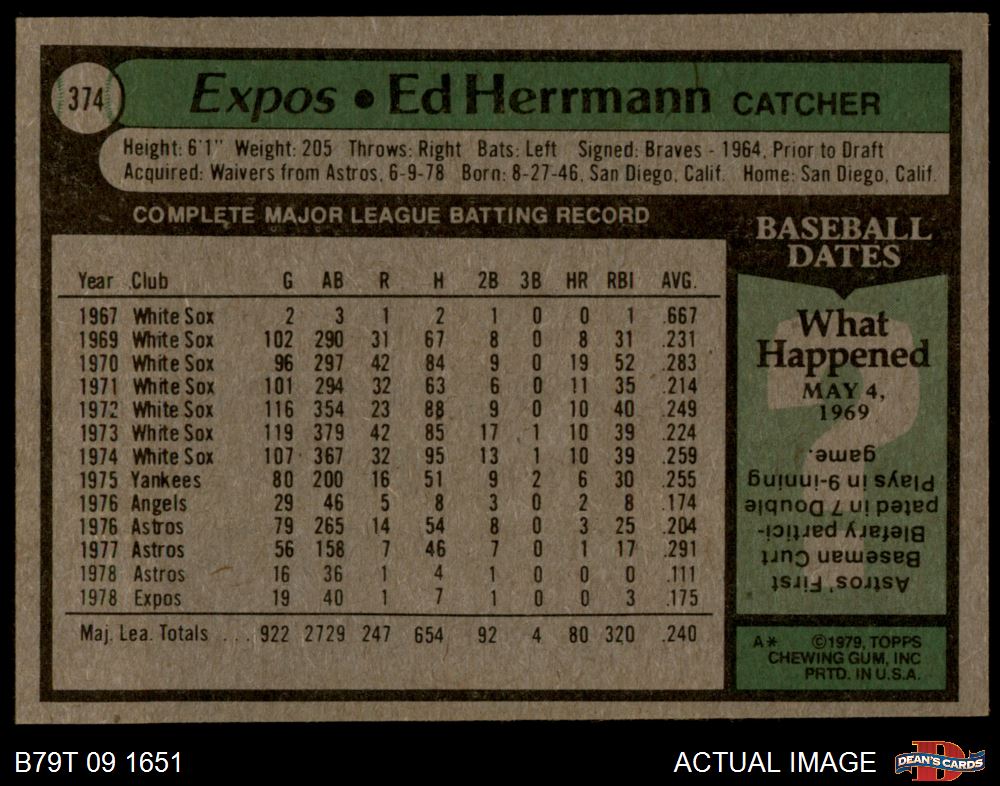 374
Expos • Ed Herrmann CATCHER
Height: 6'1" Weight: 205 Throws: Right Bats: Left Signed: Braves - 1964, Prior to Draft
Acquired: Waivers from Astros, 6-9-78 Born: 8-27-46, San Diego, Calif. Home: San Diego, Calif.
COMPLETE MAJOR LEAGUE BATTING RECORD
Year Club G AB R H 2B 3B HR RBI AVG.
1967 White Sox 2 3 1 2 1 0 0 1 .667
1969 White Sox 102 290 31 67 8 0 8 31 .231
1970 White Sox 96 297 42 84 9 0 19 52 .283
1971 White Sox 101 294 32 63 6 0 11 35 .214
1972 White Sox 116 354 23 88 9 0 10 40 .249
1973 White Sox 119 379 42 85 17 1 10 39 .224
1974 White Sox 107 367 32 95 13 1 10 39 .259
1975 Yankees 80 200 16 51 9 2 6 30 .255
1976 Angels 29 46 5 8 3 0 2 8 .174
1976 Astros 79 265 14 54 8 0 3 25 .204
1977 Astros 56 158 7 46 7 0 1 17 .291
1978 Astros 16 36 1 4 1 0 0 0 .111
1978 Expos 19 40 1 7 1 0 0 3 .175
Maj. Lea. Totals ... 922 2729 247 654 92 4 80 320 .240
BASEBALL
DATES
What
Happened
MAY 4,
1969
Astros' First
Baseman Curt
Blefary partici-
pated in 7 Double
Plays in 9-inning
game.
A* ©1979, TOPPS
CHEWING GUM, INC
PRTD. IN U.S.A.
B79T 09 1651
ACTUAL IMAGE
DEAN'S CARDS